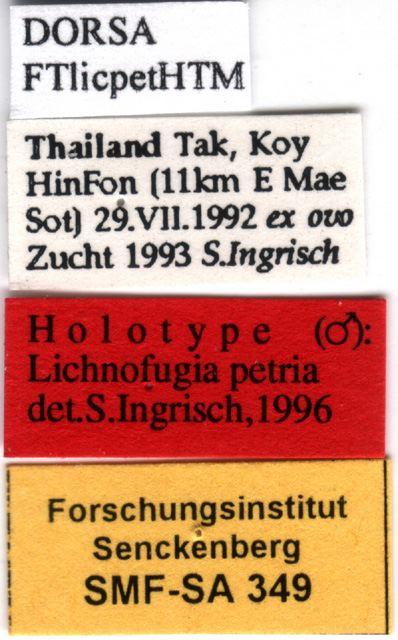 DORSA
FTlicpetHTM
Thailand Tak, Koy
HinFon (11km E Mae
Sot) 29.VII.1992 ex ovo
Zucht 1993 S.Ingrisch
Holotype (♂):
Lichnofugia petria
det.S.Ingrisch,1996
Forschungsinstitut
Senckenberg
SMF-SA 349